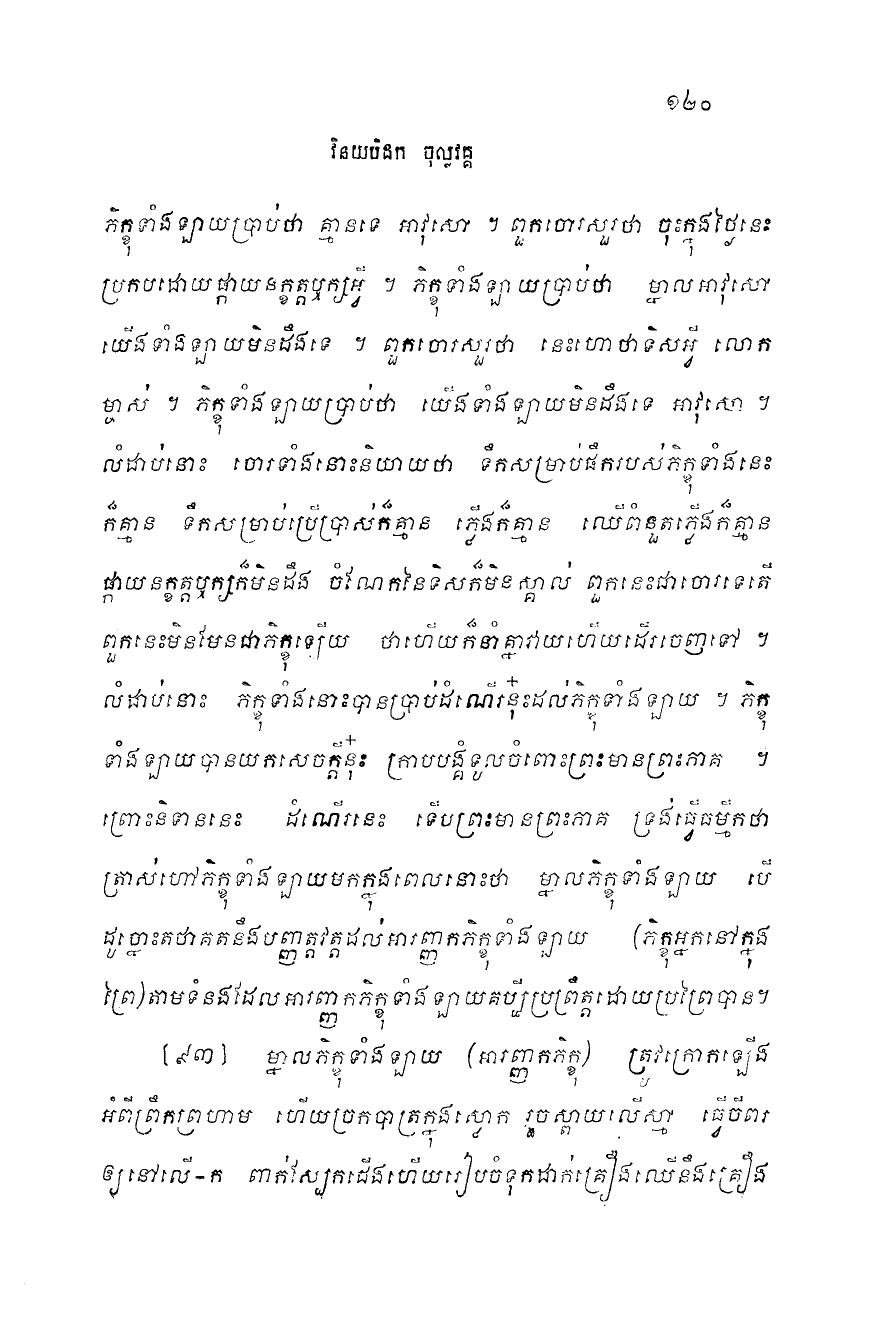 ១២០
វិនយបិដក ចុល្លវគ្គ
ភិក្ខុទាំងឡាយប្រាប់ថា គ្មានទេ អាវុសោ ។ ពួកចោរសួរថា ចុះក្នុងថ្ងៃនេះ
ប្រកបដោយផ្កាយនក្ខត្តឫក្សអ្វី ។ ភិក្ខុទាំងឡាយប្រាប់ថា ម្នាលអាវុសោ
យើងទាំងឡាយមិនដឹងទេ ។ ពួកចោរសួរថា នេះហោថាទិសអ្វី លោក
ម្ចាស់ ។ ភិក្ខុទាំងឡាយប្រាប់ថា យើងទាំងឡាយមិនដឹងទេ អាវុសោ ។
លំដាប់នោះ ចោរទាំងនោះនិយាយថា ទឹកសម្រាប់ផឹករបស់ភិក្ខុទាំងនេះ
ក៏គ្មាន ទឹកសម្រាប់ប្រើប្រាស់ក៏គ្មាន ភ្លើងក៏គ្មាន ឈើពំនួតភ្លើងក៏គ្មាន
ផ្កាយនក្ខត្តឫក្សក៏មិនដឹង ចំណែកនៃទិសក៏មិនស្គាល់ ពួកនេះជាចោរទេតើ
ពួកនេះមិនមែនជាភិក្ខុឡើយ ថាហើយក៏នាំគ្នាវាយហើយដើរចេញទៅ ។
លំដាប់នោះ ភិក្ខុទាំងនោះបានប្រាប់ដំណើរនុ៎ះដល់ភិក្ខុទាំងឡាយ ។ ភិក្ខុ
ទាំងឡាយបានយកសេចក្តីនុ៎ះ ក្រាបបង្គំទូលចំពោះព្រះមានព្រះភាគ ។
ព្រោះនិទាននេះ ដំណើរនេះ ទើបព្រះមានព្រះភាគ ទ្រង់ធ្វើធម្មីកថា
ត្រាស់ហៅភិក្ខុទាំងឡាយមកក្នុងពេលនោះថា ម្នាលភិក្ខុទាំងឡាយ បើ
ដូច្នោះតថាគតនឹងបញ្ញត្តវត្តដល់អារញ្ញកភិក្ខុទាំងឡាយ (ភិក្ខុអ្នកនៅក្នុង
ព្រៃ)តាមទំនងដែលអារញ្ញកភិក្ខុទាំងឡាយគប្បីប្រព្រឹត្តដោយប្រពៃបាន។
[៩៣] ម្នាលភិក្ខុទាំងឡាយ (អារញ្ញកភិក្ខុ) ត្រូវក្រោកឡើង
អំពីព្រឹកព្រហាម ហើយច្រកបាត្រក្នុងស្លោក រួចស្ពាយលើស្មា ធ្វើចីពរ
ឲ្យនៅលើ-ក ពាក់ស្បែកជើងហើយរៀបចំទុកដាក់គ្រឿងឈើនឹងគ្រឿង